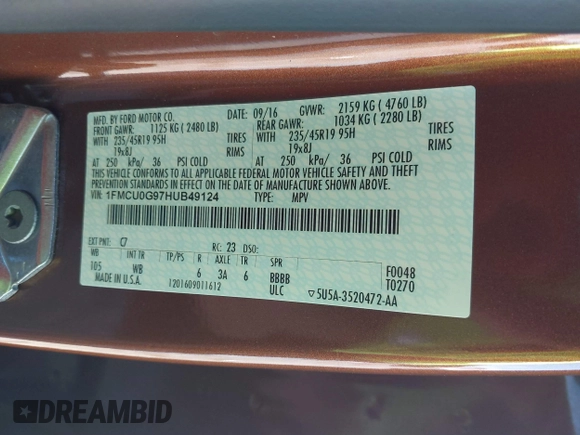 MFD. BY FORD MOTOR CO. DATE: 09/16 GVWR: 2159 KG ( 4760 LB)
FRONT GAWR: 1125 KG ( 2480 LB) REAR GAWR: 1034 KG ( 2280 LB)
WITH 235/45R19 95H TIRES WITH 235/45R19 95H TIRES
19x8J RIMS 19x8J RIMS
AT 250 kPa/ 36 PSI COLD AT 250 kPa/ 36 PSI COLD
THIS VEHICLE CONFORMS TO ALL APPLICABLE FEDERAL MOTOR VEHICLE SAFETY AND THEFT PREVENTION STANDARDS IN EFFECT ON THE DATE OF MANUFACTURE SHOWN ABOVE.
VIN: 1FMCU0G97HUB49124 TYPE: MPV
EXT PNT: C7 RC: 23 DSO:
WB INT TR TP/PS R AXLE TR SPR
105 WB 6 3A 6 BBBB F0048
MADE IN U.S.A. 1201609011612 ULC ▽5U5A-3520472-AA T0270
DREAMBID